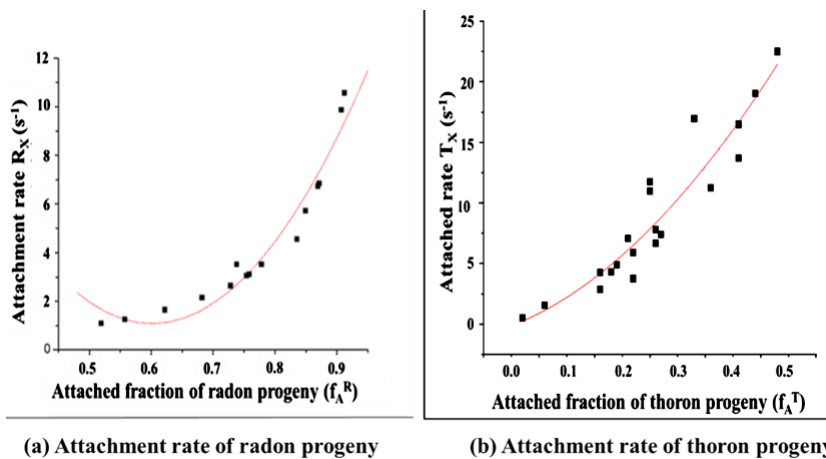 12
10
8
6
4
2
0
Attachment rate R_X (s⁻¹)
0.5 0.6 0.7 0.8 0.9
Attached fraction of radon progeny (f_A^R)
(a) Attachment rate of radon progeny
25
20
15
10
5
0
Attached rate T_X (s⁻¹)
0.0 0.1 0.2 0.3 0.4 0.5
Attached fraction of thoron progeny (f_A^T)
(b) Attachment rate of thoron progeny